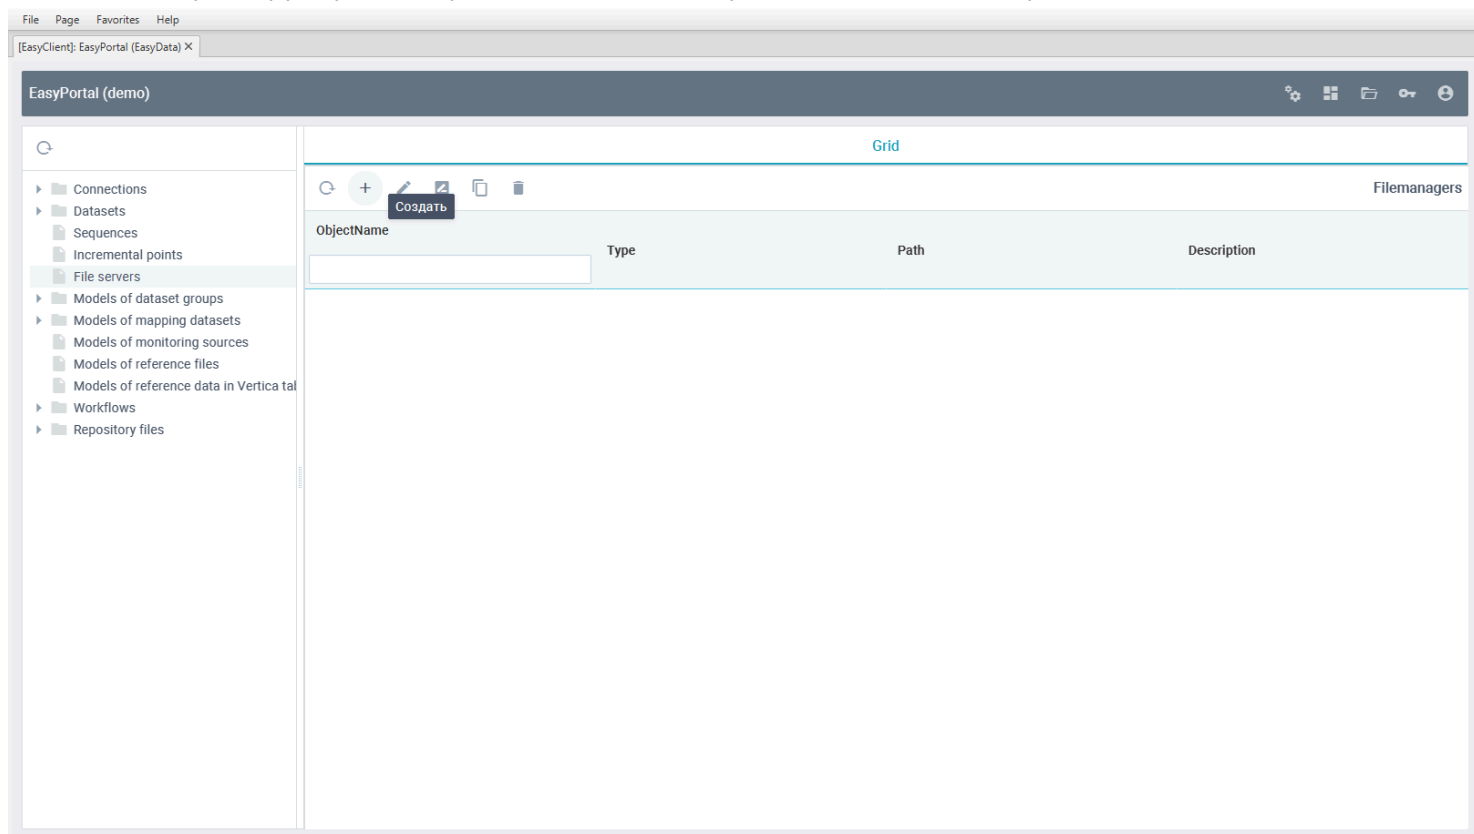 File Page Favorites Help
[EasyClient]: EasyPortal (EasyData) ×
EasyPortal (demo)
Grid
Connections
Datasets
Sequences
Incremental points
File servers
Models of dataset groups
Models of mapping datasets
Models of monitoring sources
Models of reference files
Models of reference data in Vertica tal
Workflows
Repository files
Создать
Filemanagers
ObjectName
Type
Path
Description